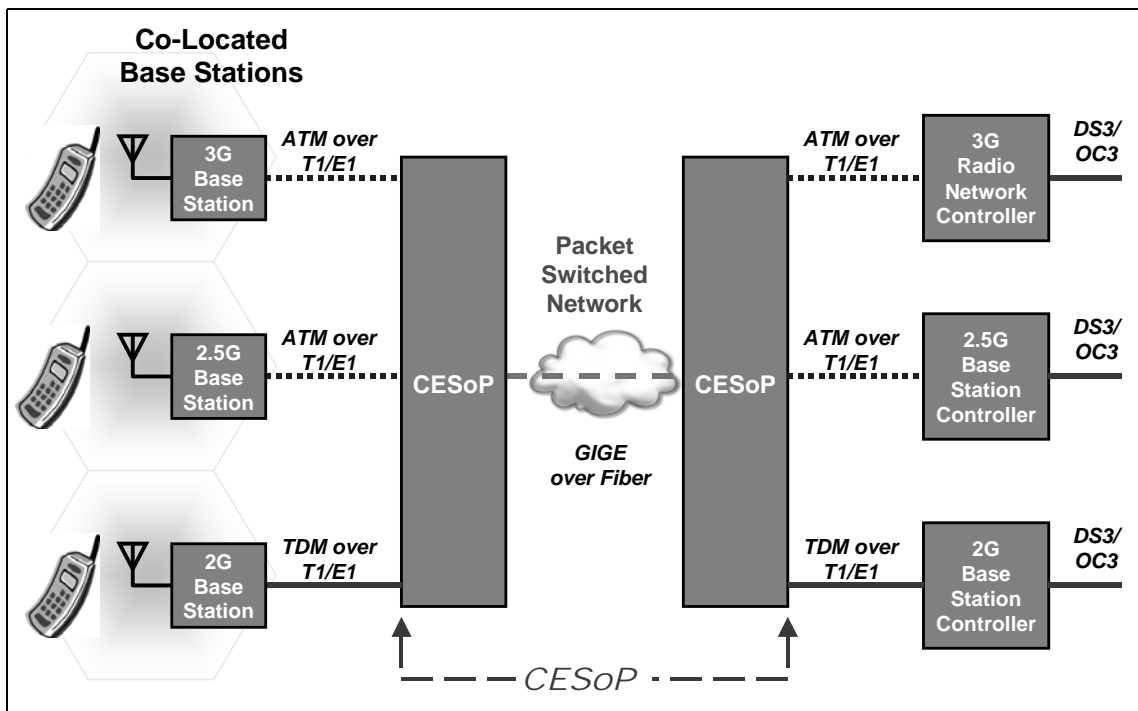 Co-Located
Base Stations
3G
Base
Station
ATM over
T1/E1
ATM over
T1/E1
3G
Radio
Network
Controller
DS3/
OC3
Packet
Switched
Network
2.5G
Base
Station
ATM over
T1/E1
CESoP
CESoP
ATM over
T1/E1
2.5G
Base
Station
Controller
DS3/
OC3
GIGE
over Fiber
2G
Base
Station
TDM over
T1/E1
TDM over
T1/E1
2G
Base
Station
Controller
DS3/
OC3
CESoP